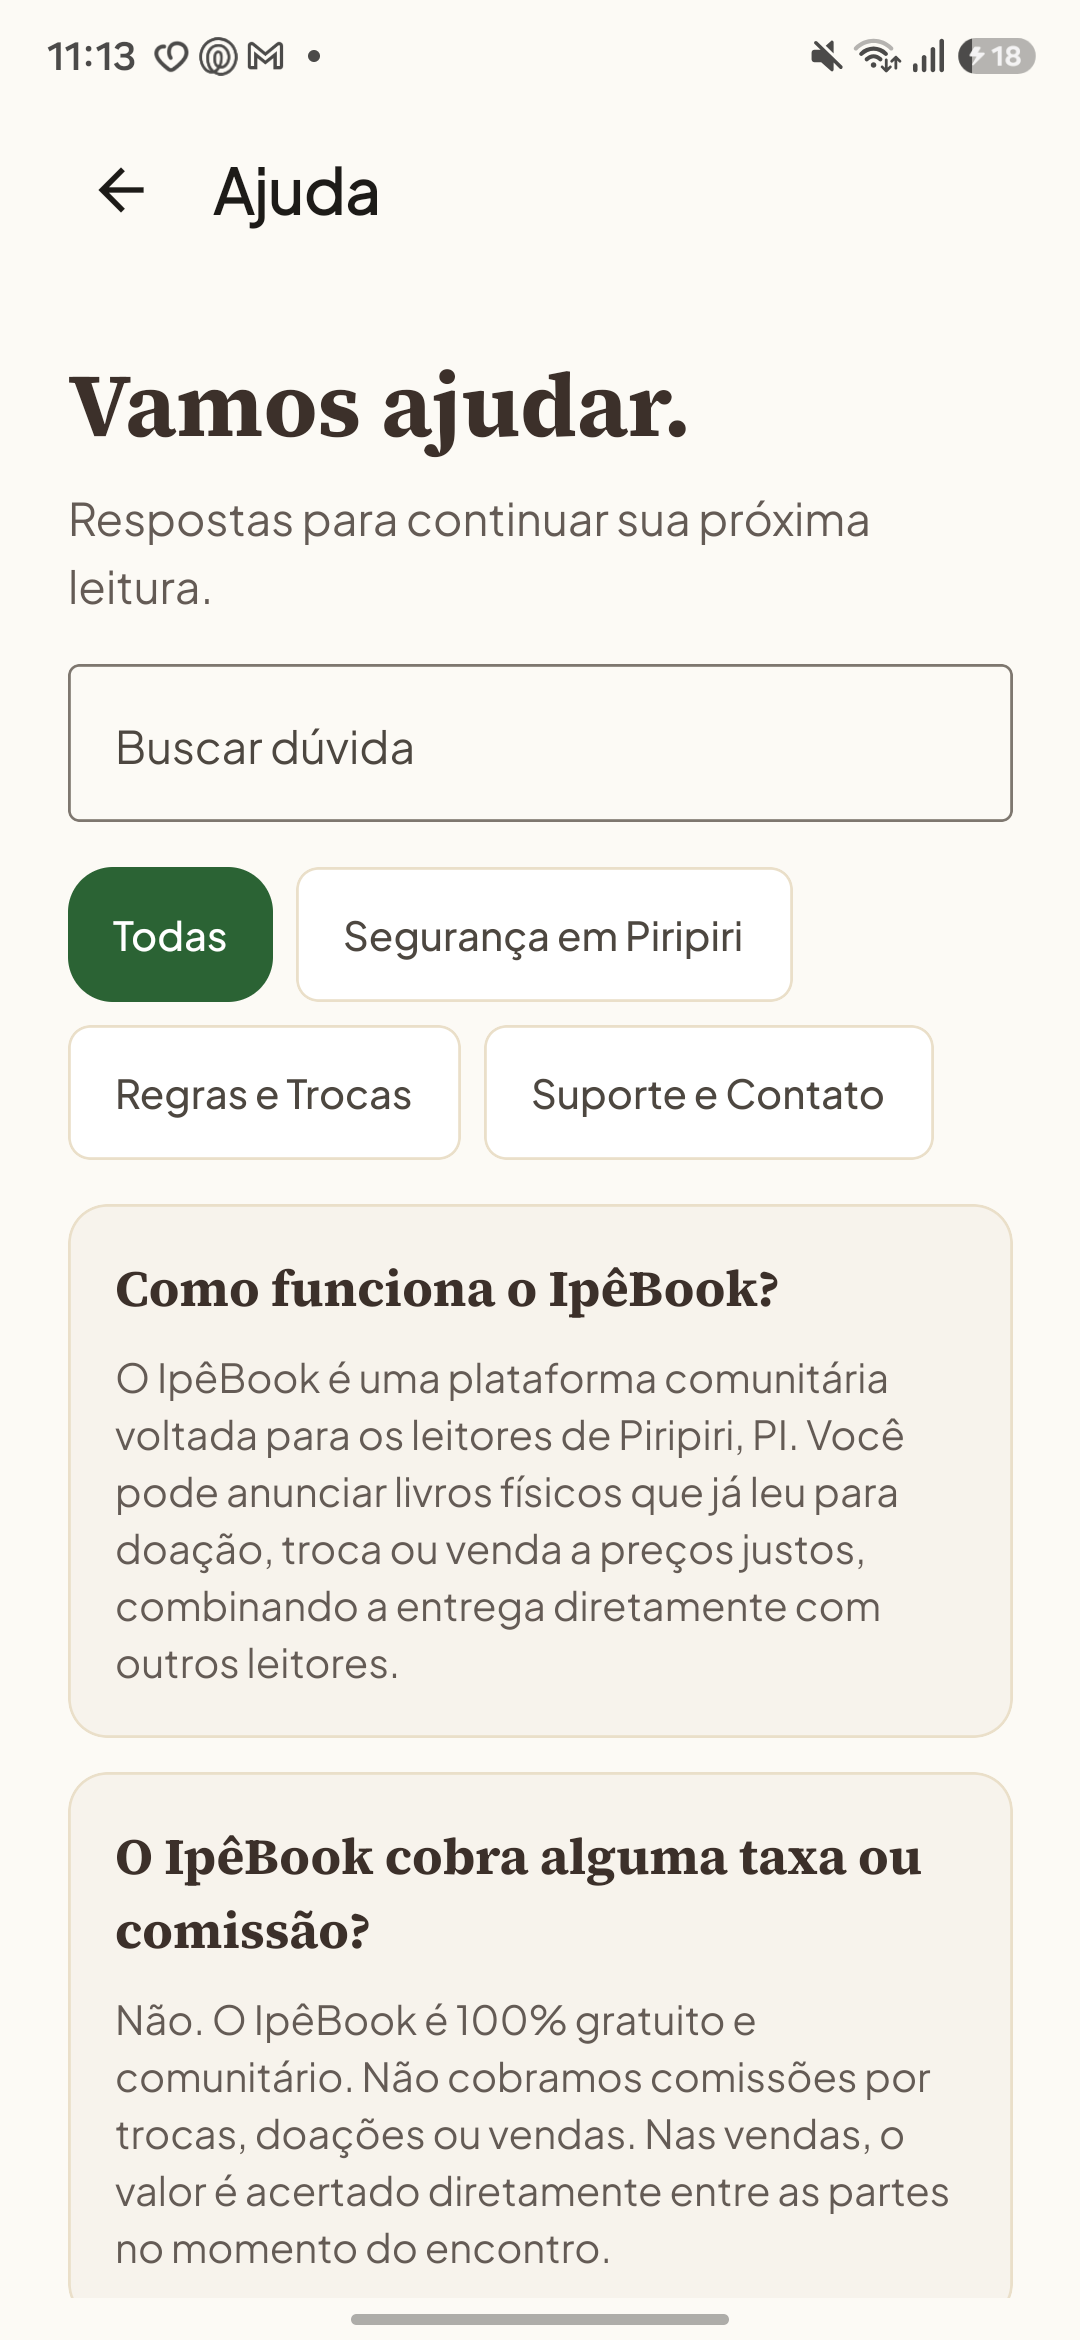 11:13
18
Ajuda
Vamos ajudar.
Respostas para continuar sua próxima
leitura.
Buscar dúvida
Todas
Segurança em Piripiri
Regras e Trocas
Suporte e Contato
Como funciona o IpêBook?
O IpêBook é uma plataforma comunitária
voltada para os leitores de Piripiri, PI. Você
pode anunciar livros físicos que já leu para
doação, troca ou venda a preços justos,
combinando a entrega diretamente com
outros leitores.
O IpêBook cobra alguma taxa ou
comissão?
Não. O IpêBook é 100% gratuito e
comunitário. Não cobramos comissões por
trocas, doações ou vendas. Nas vendas, o
valor é acertado diretamente entre as partes
no momento do encontro.